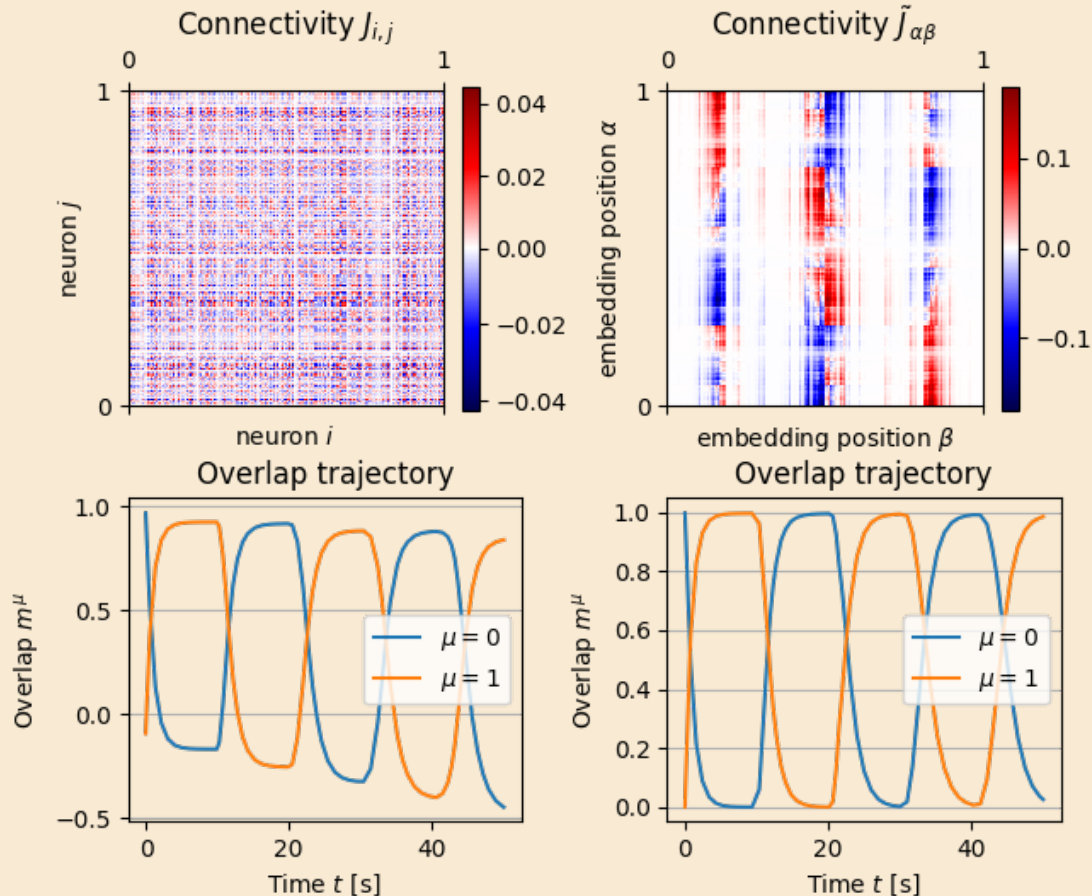 Connectivity J_{i,j}
0 1
1
0
neuron j
neuron i
0.04
0.02
0.00
−0.02
−0.04
Connectivity J̃_{αβ}
0 1
1
0
embedding position α
embedding position β
0.1
0.0
−0.1
Overlap trajectory
1.0
0.5
0.0
−0.5
Overlap m^μ
μ = 0
μ = 1
0 20 40
Time t [s]
Overlap trajectory
1.0
0.8
0.6
0.4
0.2
0.0
Overlap m^μ
μ = 0
μ = 1
0 20 40
Time t [s]